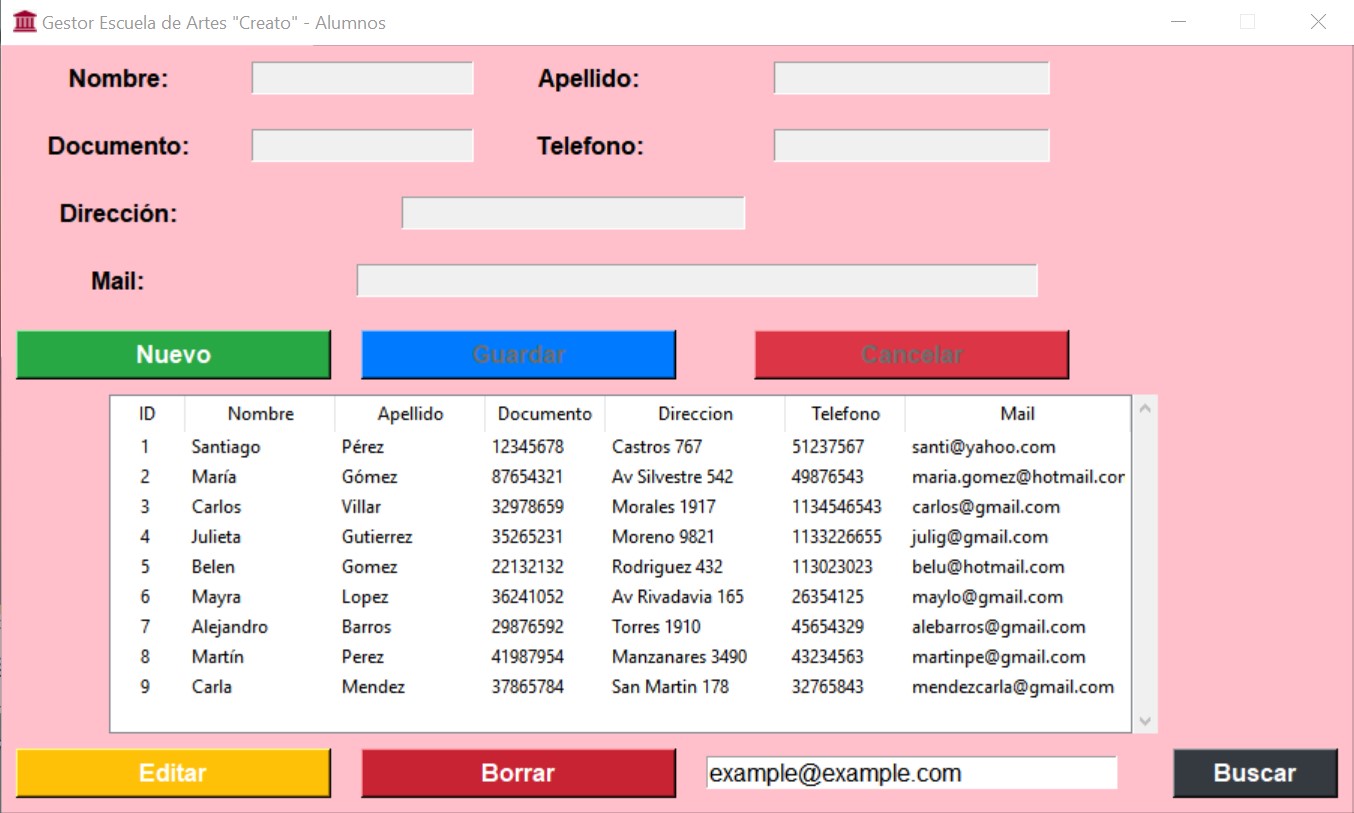 Gestor Escuela de Artes "Creato" - Alumnos
Nombre: Apellido:
Documento: Telefono:
Dirección:
Mail:
Nuevo Guardar Cancelar
ID Nombre Apellido Documento Direccion Telefono Mail
1 Santiago Pérez 12345678 Castros 767 51237567 santi@yahoo.com
2 María Gómez 87654321 Av Silvestre 542 49876543 maria.gomez@hotmail.cor
3 Carlos Villar 32978659 Morales 1917 1134546543 carlos@gmail.com
4 Julieta Gutierrez 35265231 Moreno 9821 1133226655 julig@gmail.com
5 Belen Gomez 22132132 Rodriguez 432 113023023 belu@hotmail.com
6 Mayra Lopez 36241052 Av Rivadavia 165 26354125 maylo@gmail.com
7 Alejandro Barros 29876592 Torres 1910 45654329 alebarros@gmail.com
8 Martín Perez 41987954 Manzanares 3490 43234563 martinpe@gmail.com
9 Carla Mendez 37865784 San Martin 178 32765843 mendezcarla@gmail.com
Editar Borrar example@example.com Buscar